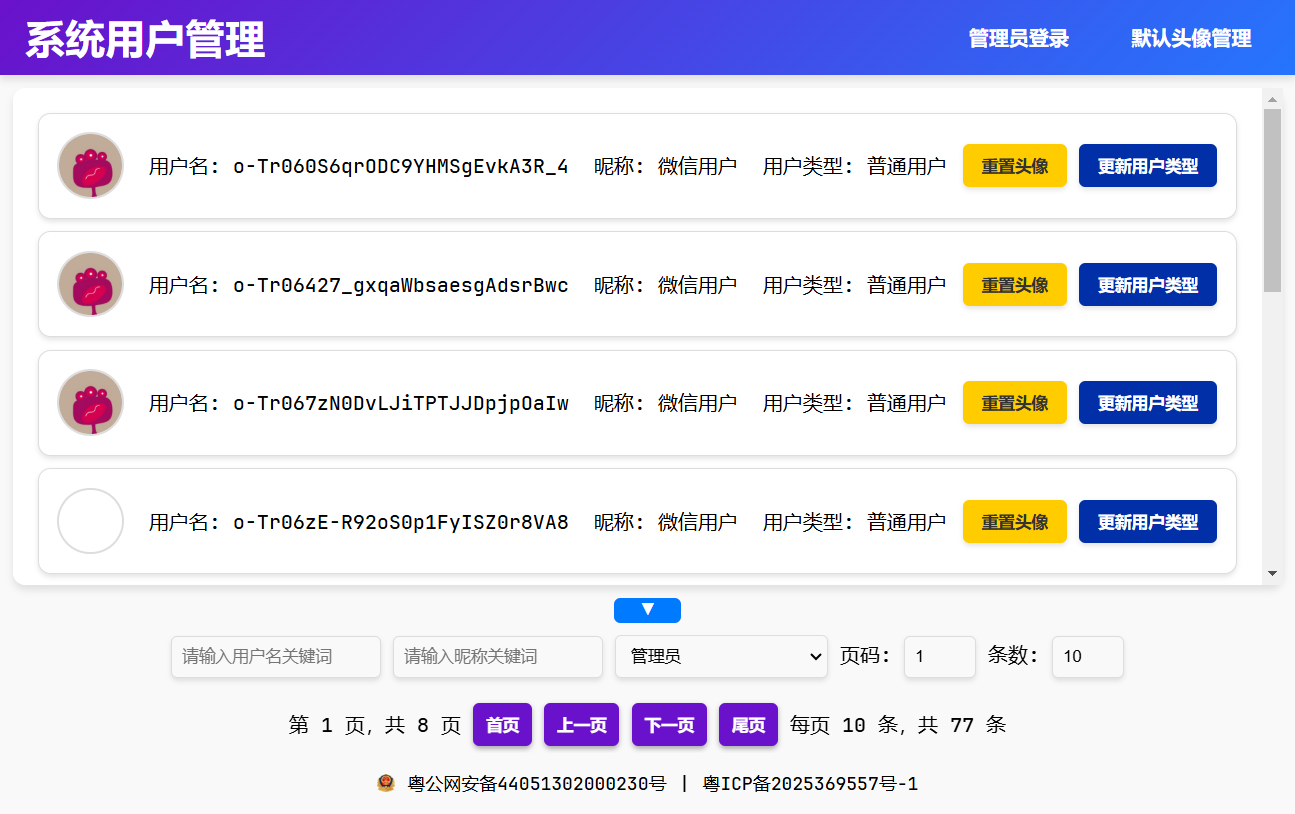 系统用户管理 管理员登录 默认头像管理
用户名: o-Tr060S6qrODC9YHMSgEvkA3R_4 昵称: 微信用户 用户类型: 普通用户 重置头像 更新用户类型
用户名: o-Tr06427_gxqaWbsaesgAdsrBwc 昵称: 微信用户 用户类型: 普通用户 重置头像 更新用户类型
用户名: o-Tr067zN0DvLJiTPTJJDpjpOaIw 昵称: 微信用户 用户类型: 普通用户 重置头像 更新用户类型
用户名: o-Tr06zE-R92oS0p1FyISZ0r8VA8 昵称: 微信用户 用户类型: 普通用户 重置头像 更新用户类型
▼
请输入用户名关键词 请输入昵称关键词 管理员 页码: 1 条数: 10
第 1 页, 共 8 页 首页 上一页 下一页 尾页 每页 10 条, 共 77 条
粤公网安备44051302000230号 | 粤ICP备2025369557号-1